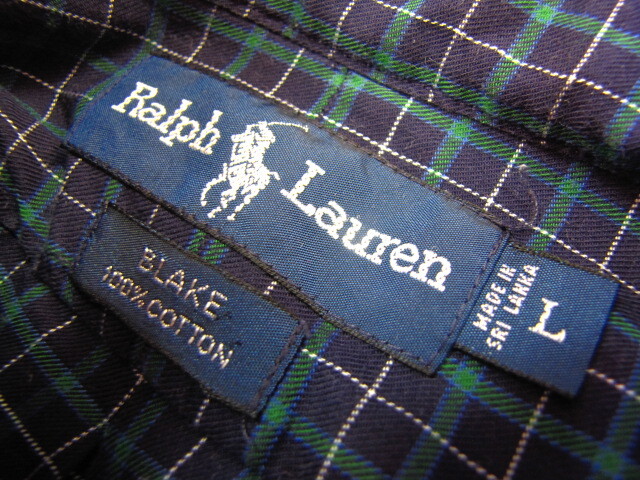 Ralph Lauren
BLAKE
100% COTTON
MADE IN
SRI LANKA
L